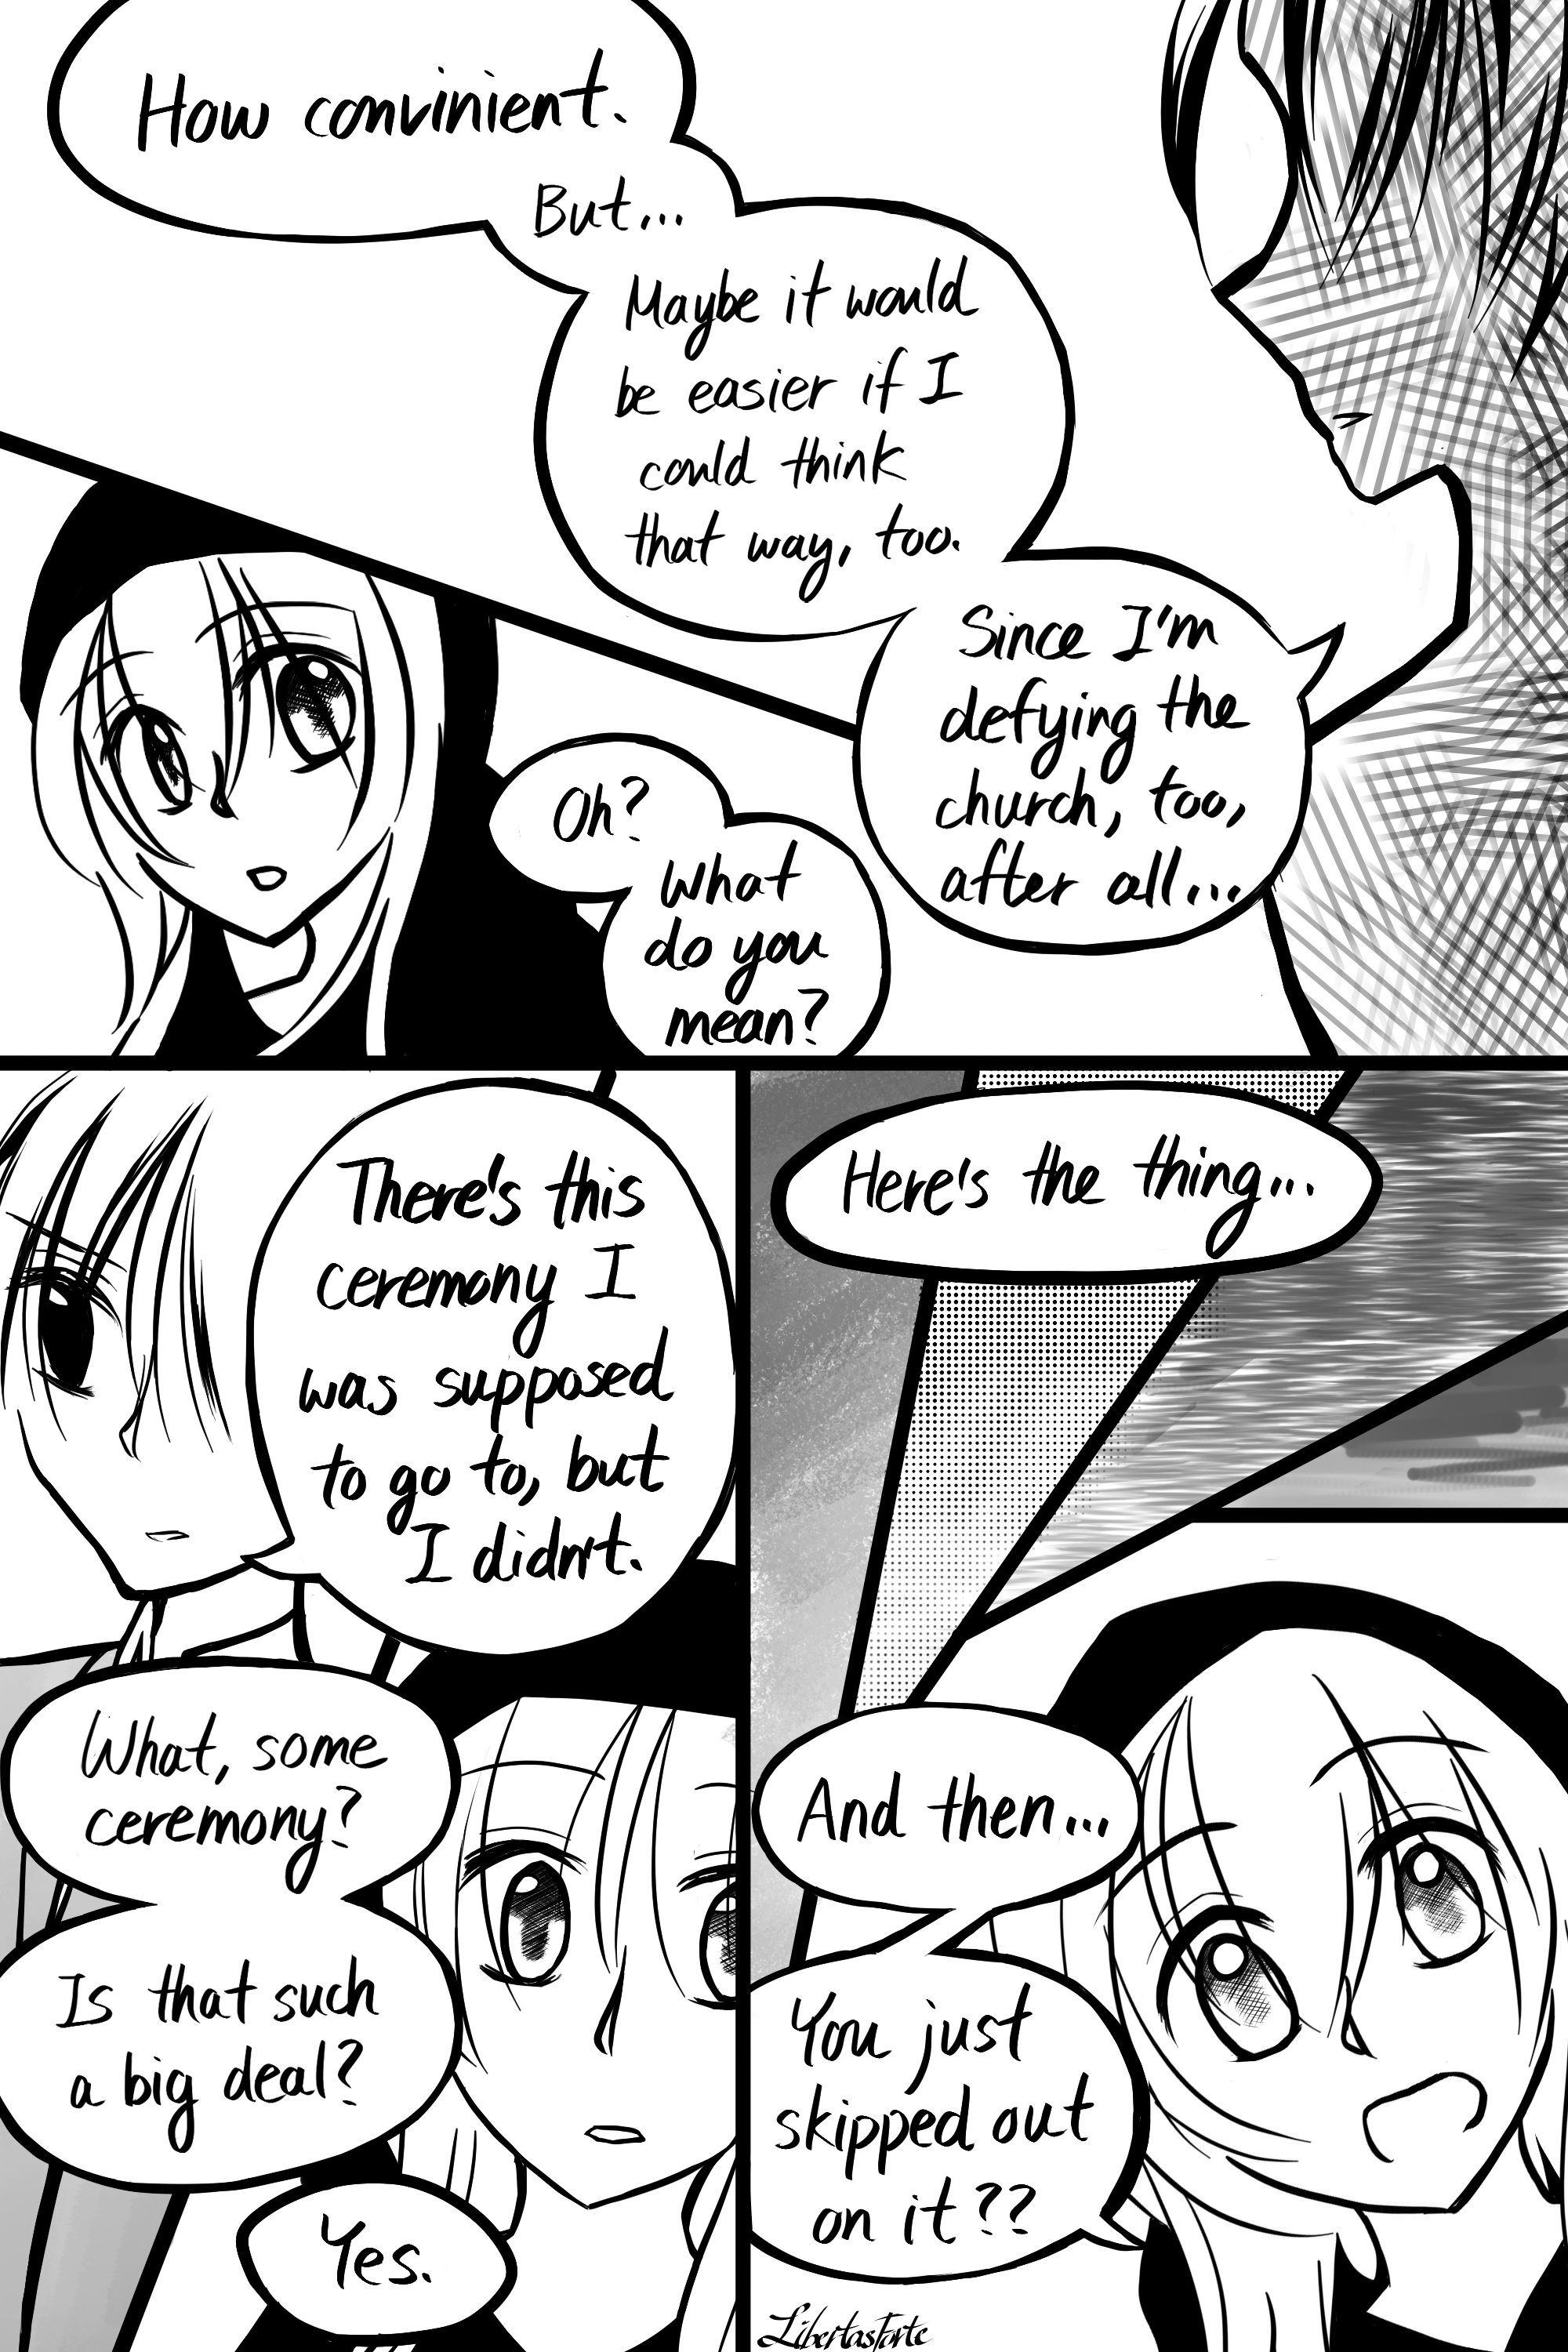 How convinient.
But...
Maybe it would
be easier if I
could think
that way, too.
Since I'm
defying the
church, too,
after all...
Oh?
What
do you
mean?
There's this
ceremony I
was supposed
to go to, but
I didn't.
What, some
ceremony?
Is that such
a big deal?
Yes.
Here's the thing...
And then...
You just
skipped out
on it??
LibertasForte